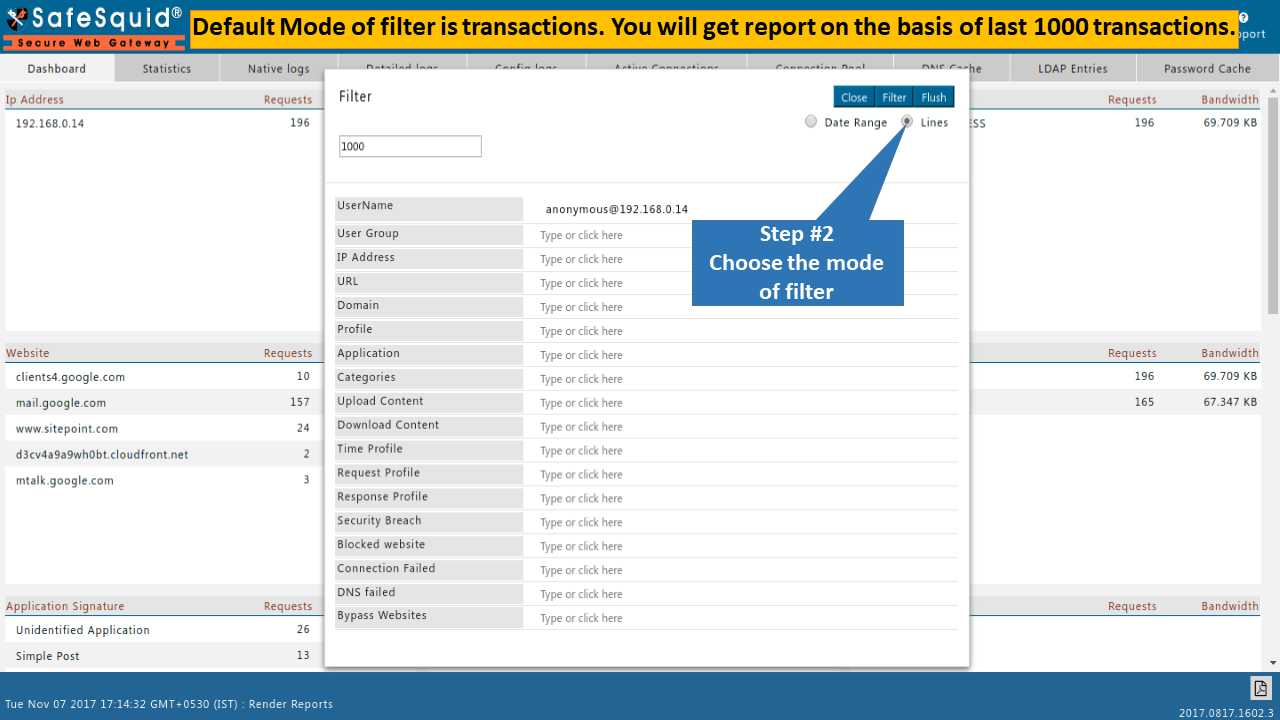 SafeSquid®
Secure Web Gateway
Default Mode of filter is transactions. You will get report on the basis of last 1000 transactions.
port
Dashboard Statistics Native logs Detailed logs Config logs Active Connections Connection Pool DNS Cache LDAP Entries Password Cache
Ip Address Requests
192.168.0.14 196
Requests Bandwidth
ESS 196 69.709 KB
Filter
Close Filter Flush
Date Range Lines
1000
Step #2
Choose the mode
of filter
UserName anonymous@192.168.0.14
User Group Type or click here
IP Address Type or click here
URL Type or click here
Domain Type or click here
Profile Type or click here
Application Type or click here
Categories Type or click here
Upload Content Type or click here
Download Content Type or click here
Time Profile Type or click here
Request Profile Type or click here
Response Profile Type or click here
Security Breach Type or click here
Blocked website Type or click here
Connection Failed Type or click here
DNS failed Type or click here
Bypass Websites Type or click here
Website Requests
clients4.google.com 10
mail.google.com 157
www.sitepoint.com 24
d3cv4a9a9wh0bt.cloudfront.net 2
mtalk.google.com 3
Requests Bandwidth
196 69.709 KB
165 67.347 KB
Application Signature Requests
Unidentified Application 26
Simple Post 13
Requests Bandwidth
Tue Nov 07 2017 17:14:32 GMT+0530 (IST) : Render Reports
2017.0817.1602.3